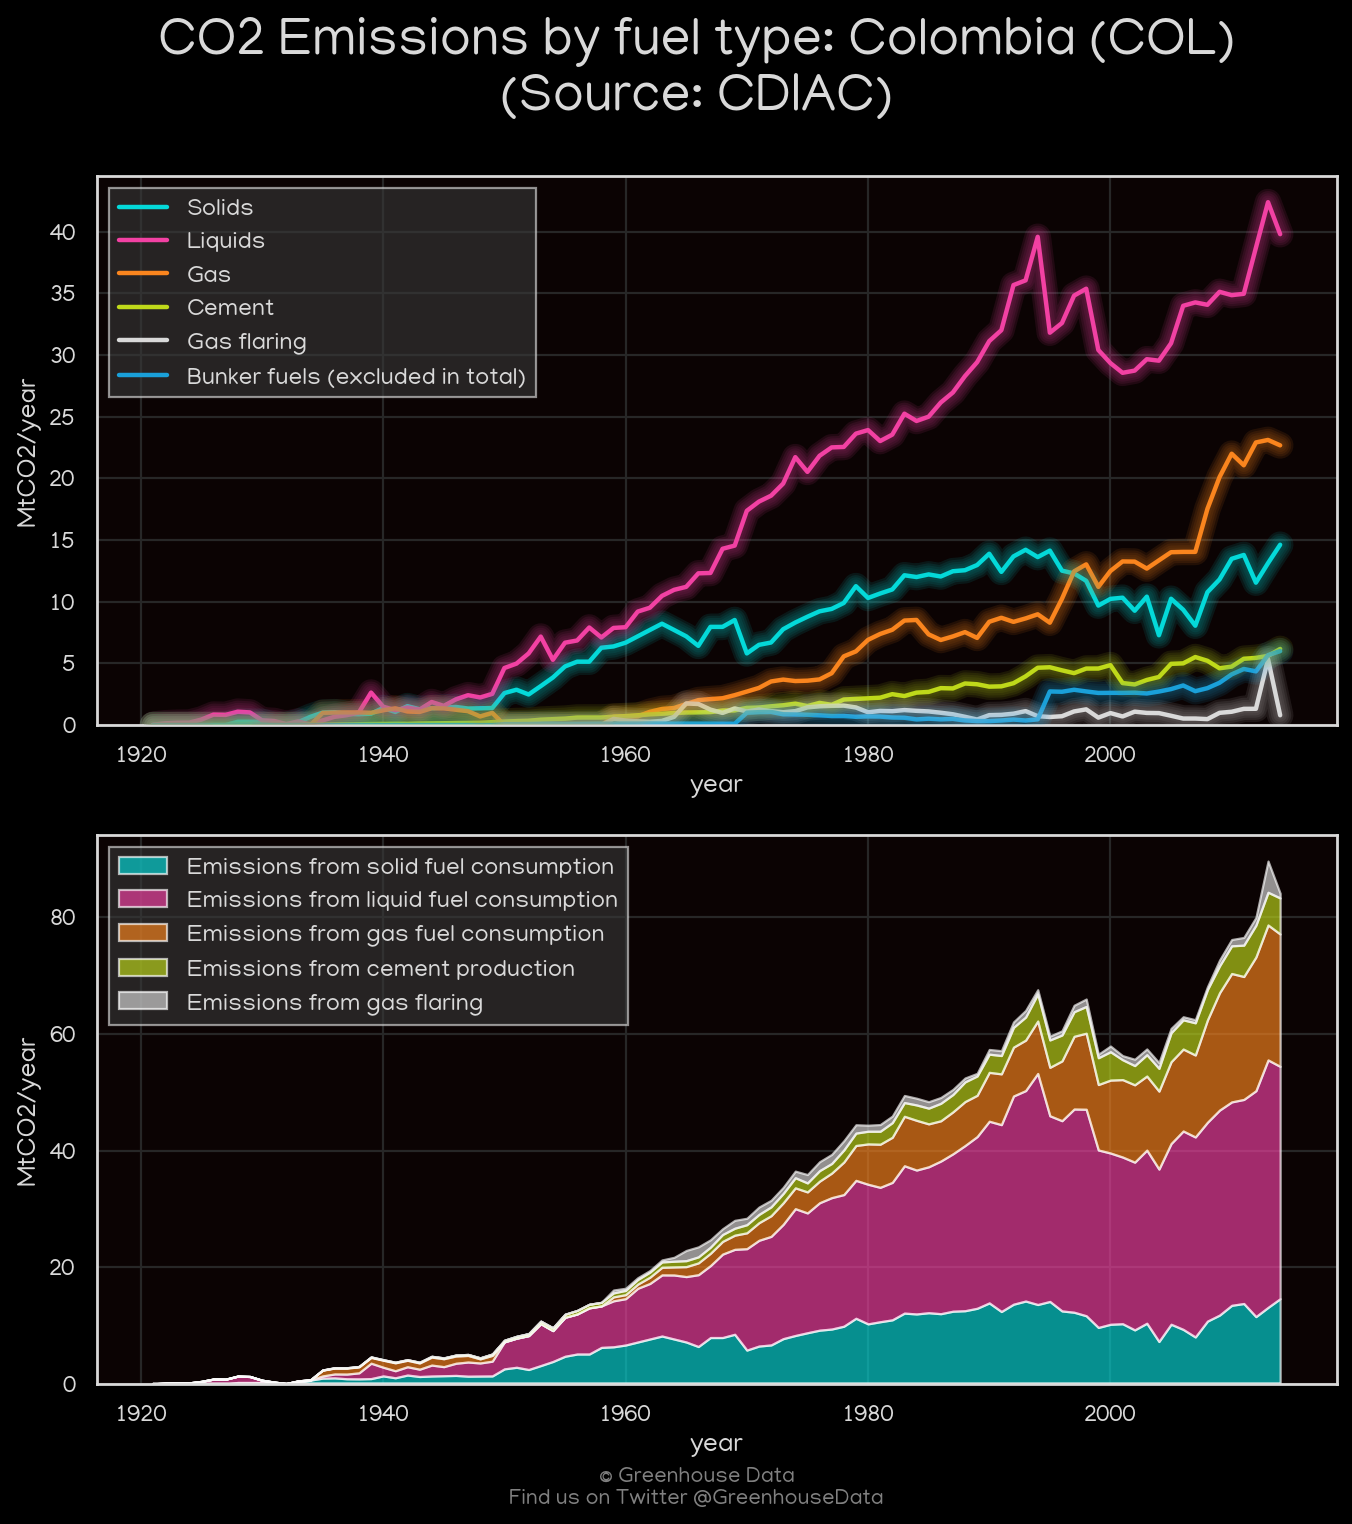 CO2 Emissions by fuel type: Colombia (COL)
(Source: CDIAC)
Solids
Liquids
Gas
Cement
Gas flaring
Bunker fuels (excluded in total)
MtCO2/year
40
35
30
25
20
15
10
5
0
1920 1940 1960 1980 2000
year
Emissions from solid fuel consumption
Emissions from liquid fuel consumption
Emissions from gas fuel consumption
Emissions from cement production
Emissions from gas flaring
MtCO2/year
80
60
40
20
0
1920 1940 1960 1980 2000
year
© Greenhouse Data
Find us on Twitter @GreenhouseData